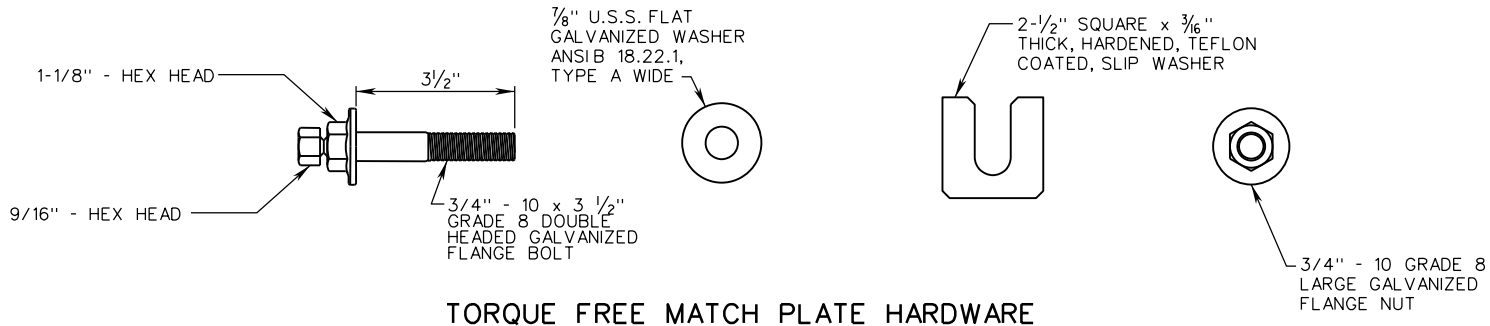 1-1/8" - HEX HEAD
9/16" - HEX HEAD
3½"
3/4" - 10 x 3 ½"
GRADE 8 DOUBLE
HEADED GALVANIZED
FLANGE BOLT
⅞" U.S.S. FLAT
GALVANIZED WASHER
ANSI B 18.22.1,
TYPE A WIDE
2-½" SQUARE x 3/16"
THICK, HARDENED, TEFLON
COATED, SLIP WASHER
3/4" - 10 GRADE 8
LARGE GALVANIZED
FLANGE NUT
TORQUE FREE MATCH PLATE HARDWARE